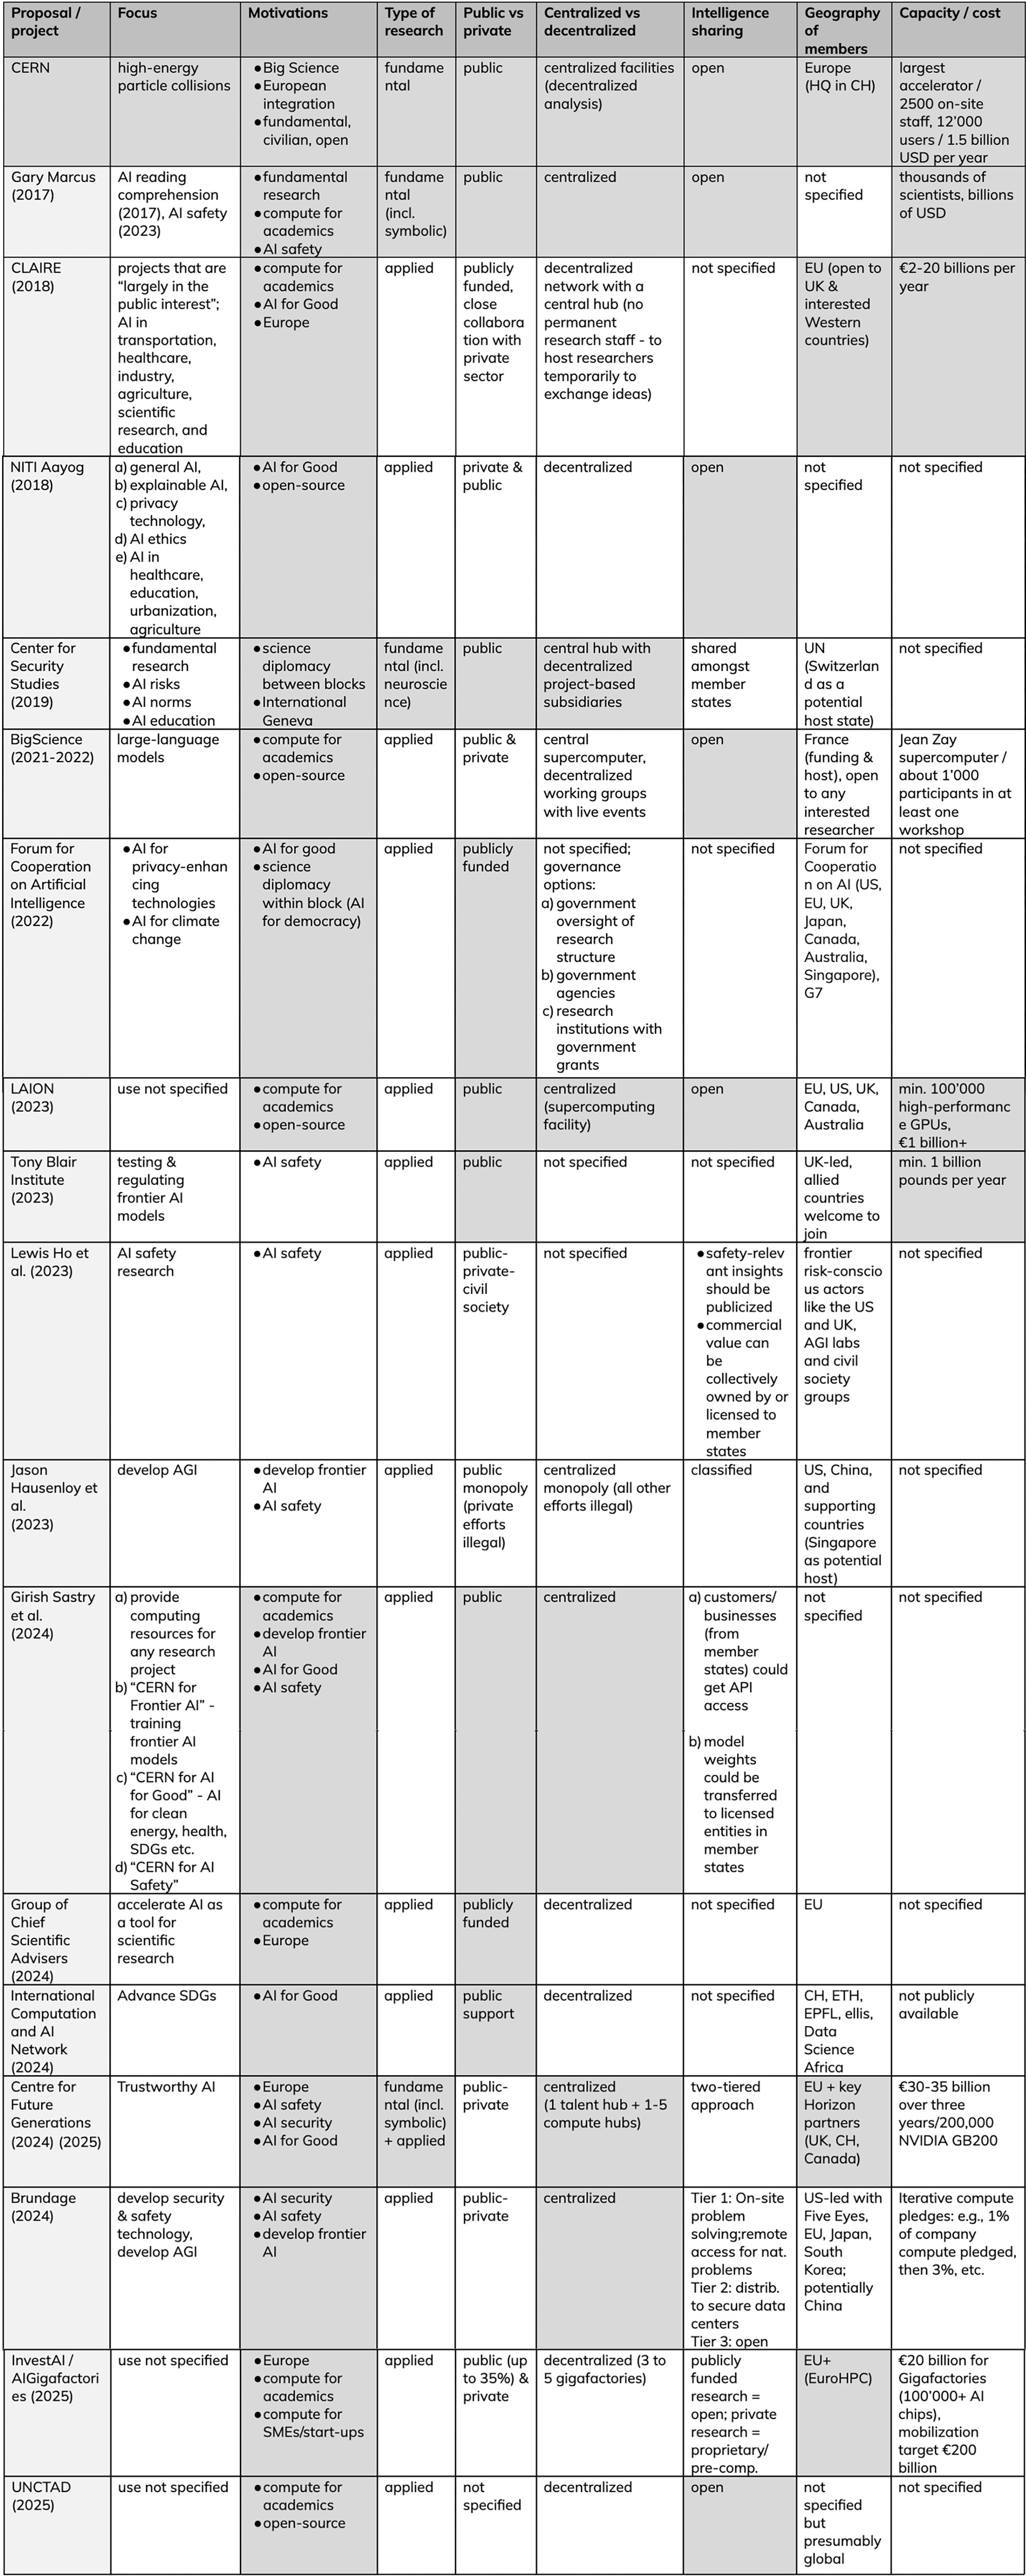 Proposal /
project
Focus
Motivations
Type of
research
Public vs
private
Centralized vs
decentralized
Intelligence
sharing
Geography
of
members
Capacity / cost
CERN
high-energy
particle collisions
●Big Science
●European
integration
●fundamental,
civilian, open
fundame
ntal
public
centralized facilities
(decentralized
analysis)
open
Europe
(HQ in CH)
largest
accelerator /
2500 on-site
staff, 12’000
users / 1.5 billion
USD per year
Gary Marcus
(2017)
AI reading
comprehension
(2017), AI safety
(2023)
●fundamental
research
●compute for
academics
●AI safety
fundame
ntal
(incl.
symbolic)
public
centralized
open
not
specified
thousands of
scientists, billions
of USD
CLAIRE
(2018)
projects that are
“largely in the
public interest”;
AI in
transportation,
healthcare,
industry,
agriculture,
scientific
research, and
education
●compute for
academics
●AI for Good
●Europe
applied
publicly
funded,
close
collabora
tion with
private
sector
decentralized
network with a
central hub (no
permanent
research staff - to
host researchers
temporarily to
exchange ideas)
not specified
EU (open to
UK &
interested
Western
countries)
€2-20 billions per
year
NITI Aayog
(2018)
a) general AI,
b) explainable AI,
c) privacy
technology,
d) AI ethics
e) AI in
healthcare,
education,
urbanization,
agriculture
●AI for Good
●open-source
applied
private &
public
decentralized
open
not
specified
not specified
Center for
Security
Studies
(2019)
●fundamental
research
●AI risks
●AI norms
●AI education
●science
diplomacy
between blocks
●International
Geneva
fundame
ntal (incl.
neuroscie
nce)
public
central hub with
decentralized
project-based
subsidiaries
shared
amongst
member
states
UN
(Switzerlan
d as a
potential
host state)
not specified
BigScience
(2021-2022)
large-language
models
●compute for
academics
●open-source
applied
public &
private
central
supercomputer,
decentralized
working groups
with live events
open
France
(funding &
host), open
to any
interested
researcher
Jean Zay
supercomputer /
about 1’000
participants in at
least one
workshop
Forum for
Cooperation
on Artificial
Intelligence
(2022)
●AI for
privacy-enhan
cing
technologies
●AI for climate
change
●AI for good
●science
diplomacy
within block (AI
for democracy)
applied
publicly
funded
not specified;
governance
options:
a) government
oversight of
research
structure
b) government
agencies
c) research
institutions with
government
grants
not specified
Forum for
Cooperatio
n on AI (US,
EU, UK,
Japan,
Canada,
Australia,
Singapore),
G7
not specified
LAION
(2023)
use not specified
●compute for
academics
●open-source
applied
public
centralized
(supercomputing
facility)
open
EU, US, UK,
Canada,
Australia
min. 100’000
high-performanc
e GPUs,
€1 billion+
Tony Blair
Institute
(2023)
testing &
regulating
frontier AI
models
●AI safety
applied
public
not specified
not specified
UK-led,
allied
countries
welcome to
join
min. 1 billion
pounds per year
Lewis Ho et
al. (2023)
AI safety
research
●AI safety
applied
public-
private-
civil
society
not specified
●safety-relev
ant insights
should be
publicized
●commercial
value can
be
collectively
owned by or
licensed to
member
states
frontier
risk-conscio
us actors
like the US
and UK,
AGI labs
and civil
society
groups
not specified
Jason
Hausenloy et
al.
(2023)
develop AGI
●develop frontier
AI
●AI safety
applied
public
monopoly
(private
efforts
illegal)
centralized
monopoly (all other
efforts illegal)
classified
US, China,
and
supporting
countries
(Singapore
as potential
host)
not specified
Girish Sastry
et al.
(2024)
a) provide
computing
resources for
any research
project
b) “CERN for
Frontier AI” -
training
frontier AI
models
c) “CERN for AI
for Good” - AI
for clean
energy, health,
SDGs etc.
d) “CERN for AI
Safety”
●compute for
academics
●develop frontier
AI
●AI for Good
●AI safety
applied
public
centralized
a) customers/
businesses
(from
member
states) could
get API
access
b) model
weights
could be
transferred
to licensed
entities in
member
states
not
specified
not specified
Group of
Chief
Scientific
Advisers
(2024)
accelerate AI as
a tool for
scientific
research
●compute for
academics
●Europe
applied
publicly
funded
decentralized
not specified
EU
not specified
International
Computation
and AI
Network
(2024)
Advance SDGs
●AI for Good
applied
public
support
decentralized
not specified
CH, ETH,
EPFL, ellis,
Data
Science
Africa
not publicly
available
Centre for
Future
Generations
(2024) (2025)
Trustworthy AI
●Europe
●AI safety
●AI security
●AI for Good
fundame
ntal (incl.
symbolic)
+ applied
public-
private
centralized
(1 talent hub + 1-5
compute hubs)
two-tiered
approach
EU + key
Horizon
partners
(UK, CH,
Canada)
€30-35 billion
over three
years/200,000
NVIDIA GB200
Brundage
(2024)
develop security
& safety
technology,
develop AGI
●AI security
●AI safety
●develop frontier
AI
applied
public-
private
centralized
Tier 1: On-site
problem
solving;remote
access for nat.
problems
Tier 2: distrib.
to secure data
centers
Tier 3: open
US-led with
Five Eyes,
EU, Japan,
South
Korea;
potentially
China
Iterative compute
pledges: e.g., 1%
of company
compute pledged,
then 3%, etc.
InvestAI /
AIGigafactori
es (2025)
use not specified
●Europe
●compute for
academics
●compute for
SMEs/start-ups
applied
public (up
to 35%) &
private
decentralized (3 to
5 gigafactories)
publicly
funded
research =
open; private
research =
proprietary/
pre-comp.
EU+
(EuroHPC)
€20 billion for
Gigafactories
(100’000+ AI
chips),
mobilization
target €200
billion
UNCTAD
(2025)
use not specified
●compute for
academics
●open-source
applied
not
specified
decentralized
open
not
specified
but
presumably
global
not specified